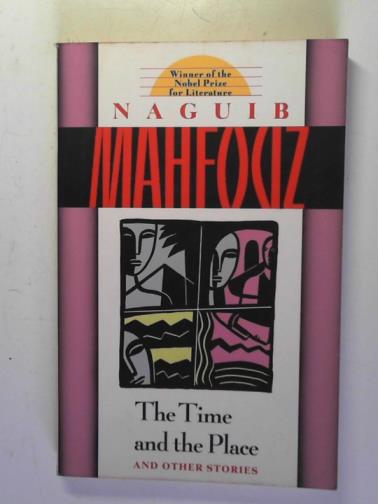 Winner of the
Nobel Prize
for Literature
NAGUIB
MAHFOUZ
The Time
and the Place
AND OTHER STORIES